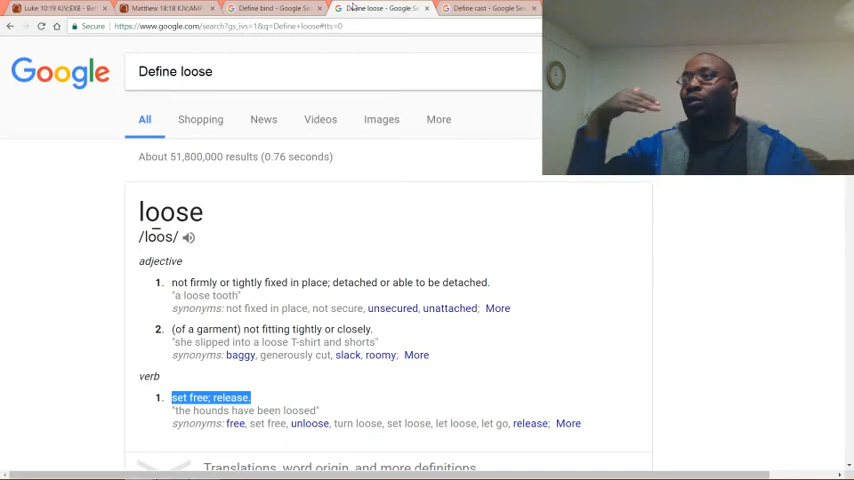 Luke 10:19 KJV;EXB - Be
Matthew 18:18 KJV;AMP
Define bind - Google Se
Define loose - Google Se
Define cast - Google Sea
Secure
https://www.google.com/search?gs_ivs=1&q=Define+loose#tts=0
Google
Define loose
All
Shopping
News
Videos
Images
More
About 51,800,000 results (0.76 seconds)
loose
/lo͞os/
adjective
1. not firmly or tightly fixed in place; detached or able to be detached.
"a loose tooth"
synonyms: not fixed in place, not secure, unsecured, unattached; More
2. (of a garment) not fitting tightly or closely.
"she slipped into a loose T-shirt and shorts"
synonyms: baggy, generously cut, slack, roomy; More
verb
1. set free; release.
"the hounds have been loosed"
synonyms: free, set free, unloose, turn loose, set loose, let loose, let go, release; More
Translations, word origin, and more definitions